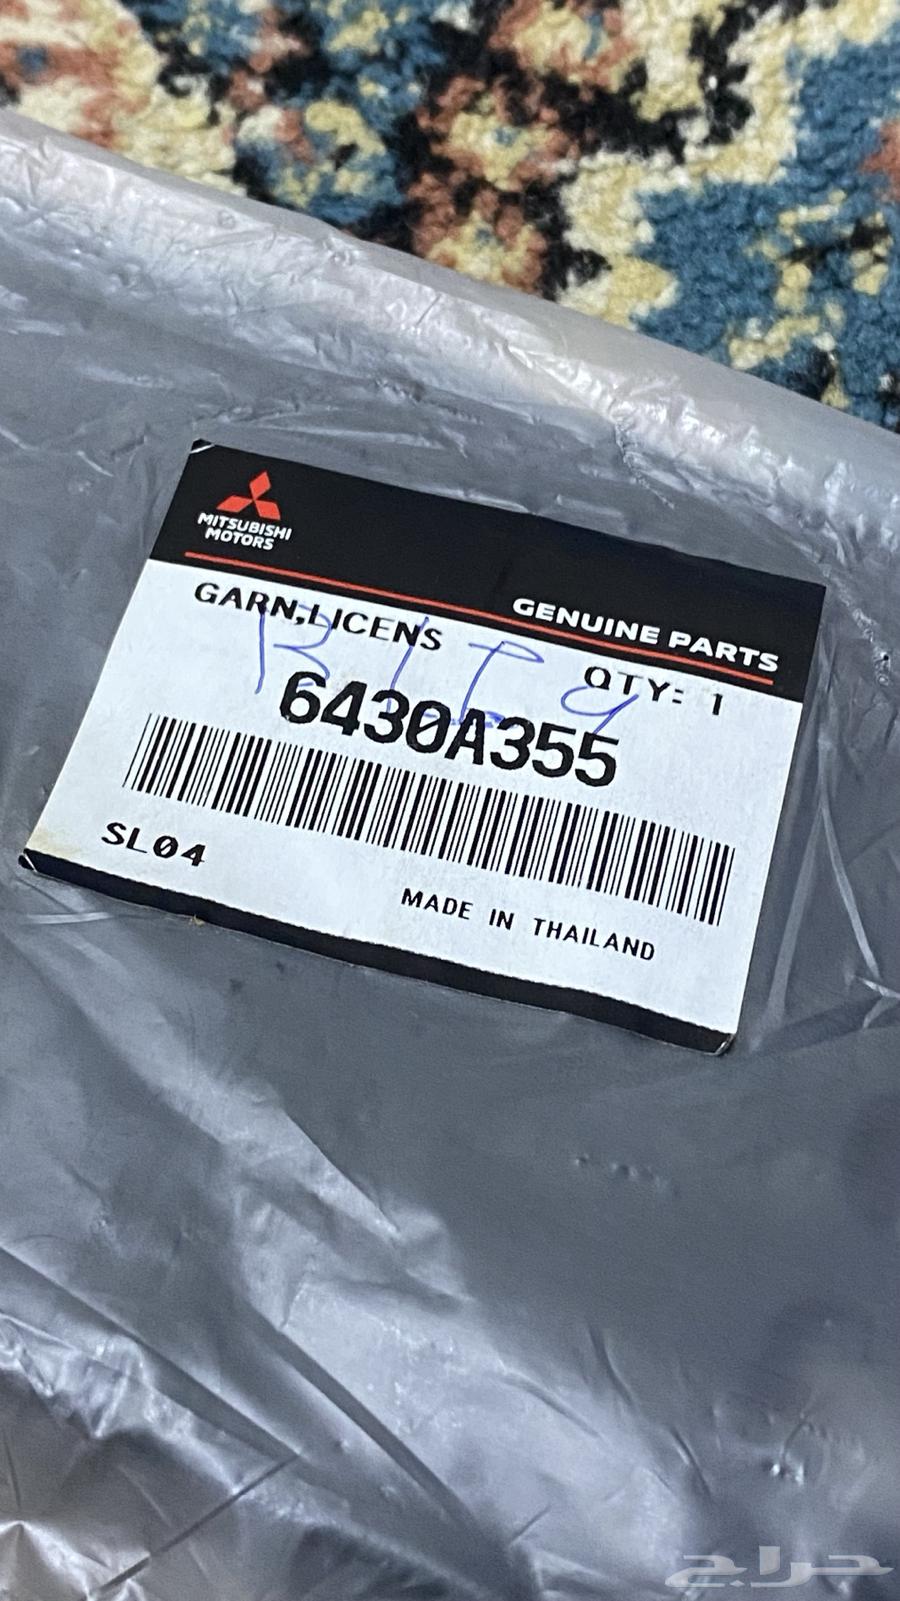 MITSUBISHI
MOTORS
GENUINE PARTS
GARN,LICENS
QTY: 1
6430A355
SL04
MADE IN THAILAND
حراج